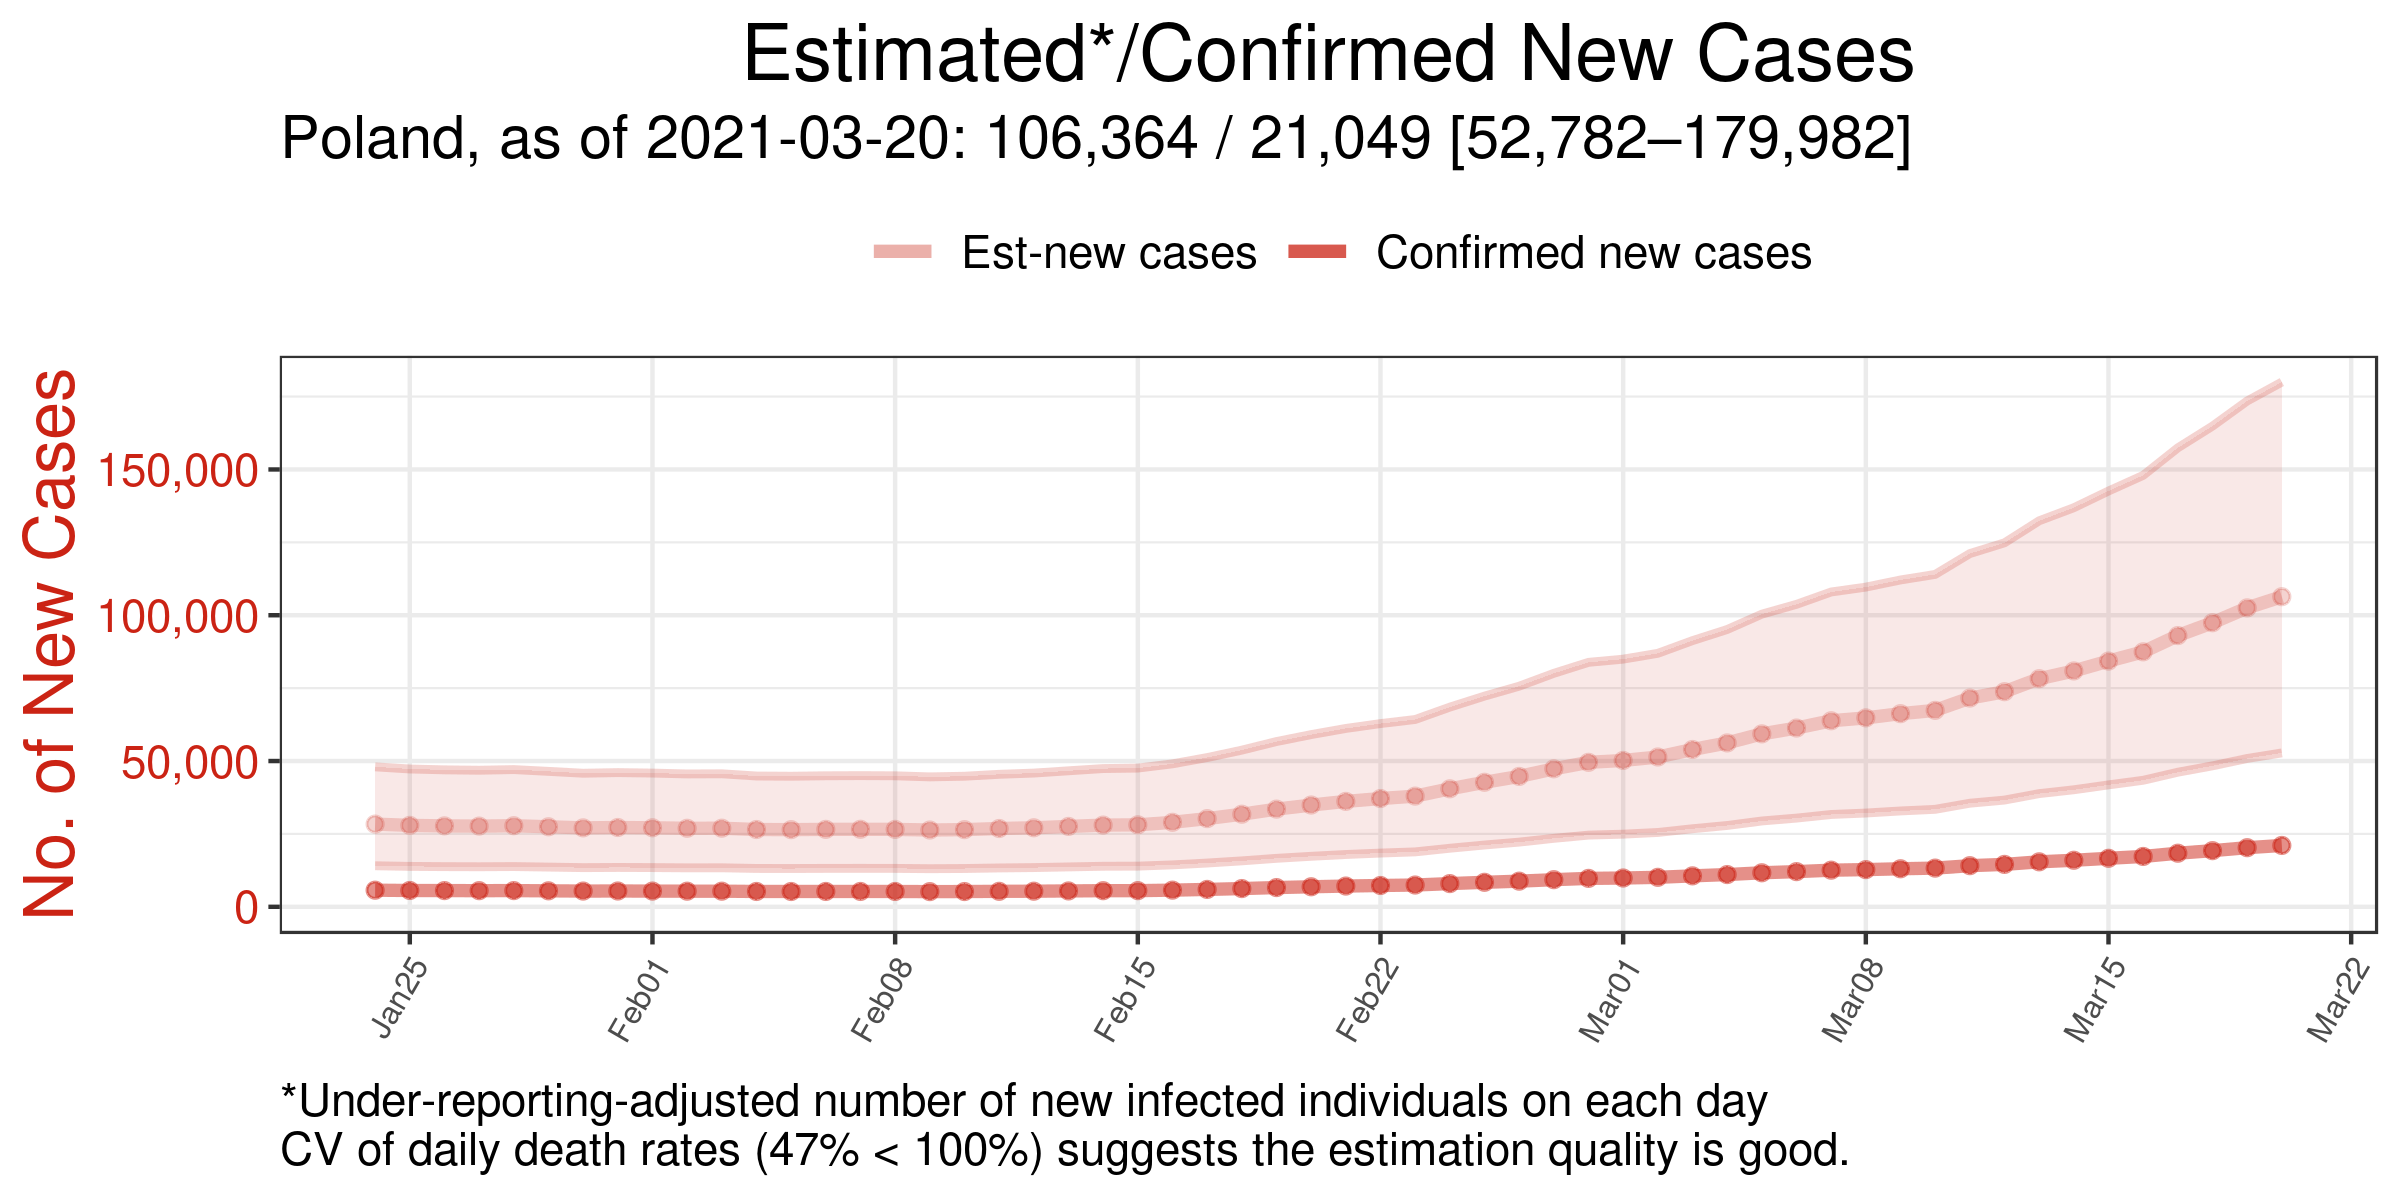 Estimated*/Confirmed New Cases
Poland, as of 2021-03-20: 106,364 / 21,049 [52,782–179,982]
Est-new cases
Confirmed new cases
No. of New Cases
150,000
100,000
50,000
0
Jan25
Feb01
Feb08
Feb15
Feb22
Mar01
Mar08
Mar15
Mar22
*Under-reporting-adjusted number of new infected individuals on each day
CV of daily death rates (47% < 100%) suggests the estimation quality is good.